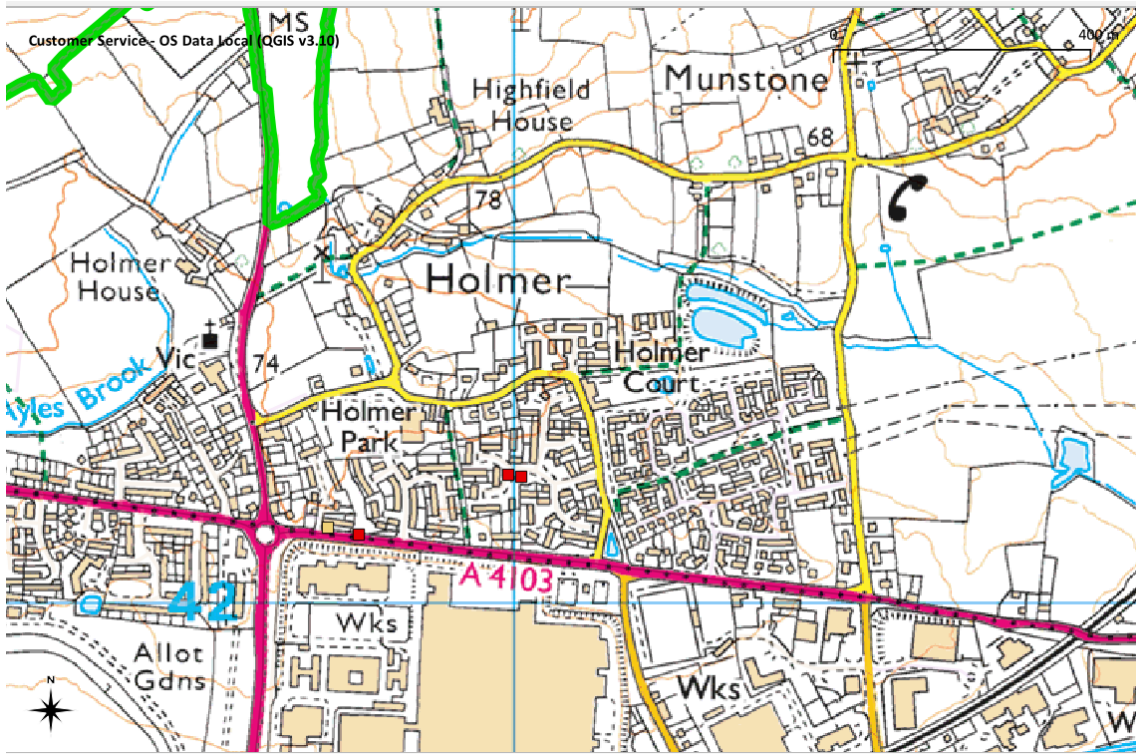 MS
Customer Service - OS Data Local (QGIS v3.10)
0
400 m
Highfield
House
Munstone
68
78
Holmer
House
Holmer
Vic
74
Holmer
Court
Brook
Holmer
Park
A 4103
42
Wks
Allot
Gdns
Wks
N